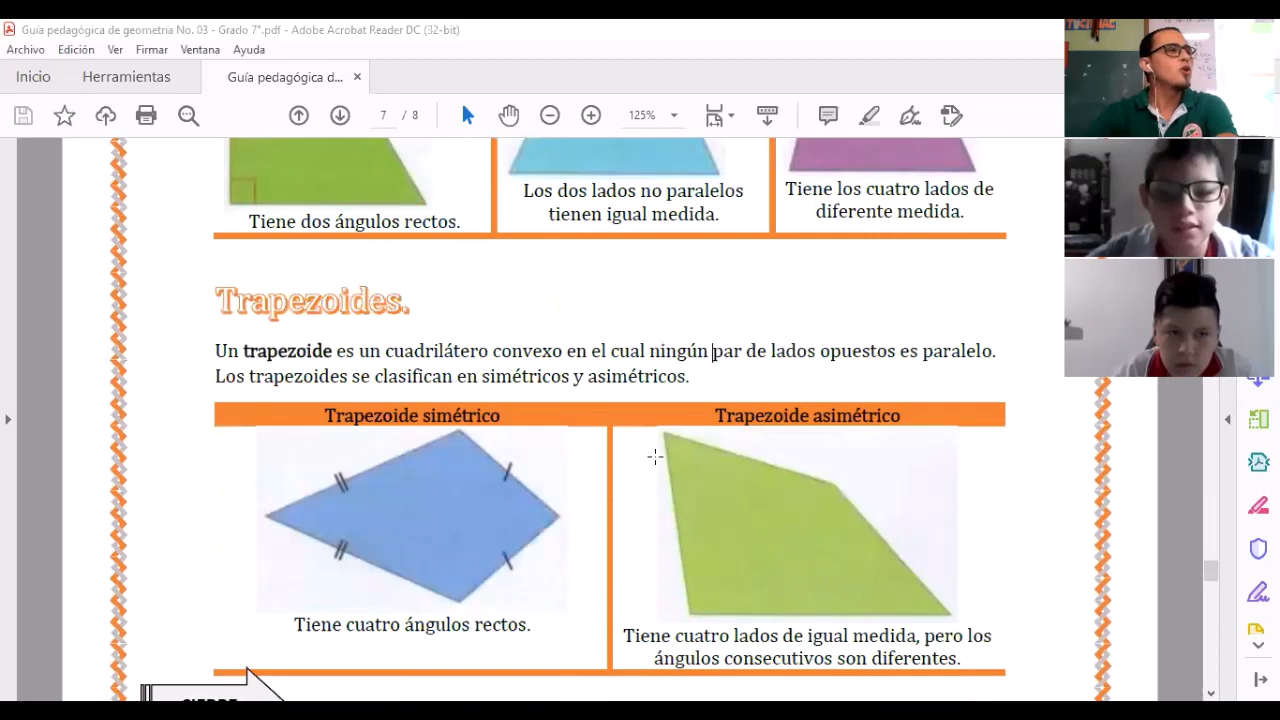 Guía pedagógica de geometría No. 03 - Grado 7°.pdf - Adobe Acrobat Reader DC (32-bit)
Archivo Edición Ver Firmar Ventana Ayuda
Inicio Herramientas Guía pedagógica d... ×
7 / 8 125%
Tiene dos ángulos rectos.
Los dos lados no paralelos
tienen igual medida.
Tiene los cuatro lados de
diferente medida.
Trapezoides.
Un trapezoide es un cuadrilátero convexo en el cual ningún par de lados opuestos es paralelo.
Los trapezoides se clasifican en simétricos y asimétricos.
Trapezoide simétrico
Trapezoide asimétrico
Tiene cuatro ángulos rectos.
Tiene cuatro lados de igual medida, pero los
ángulos consecutivos son diferentes.
CIERRE